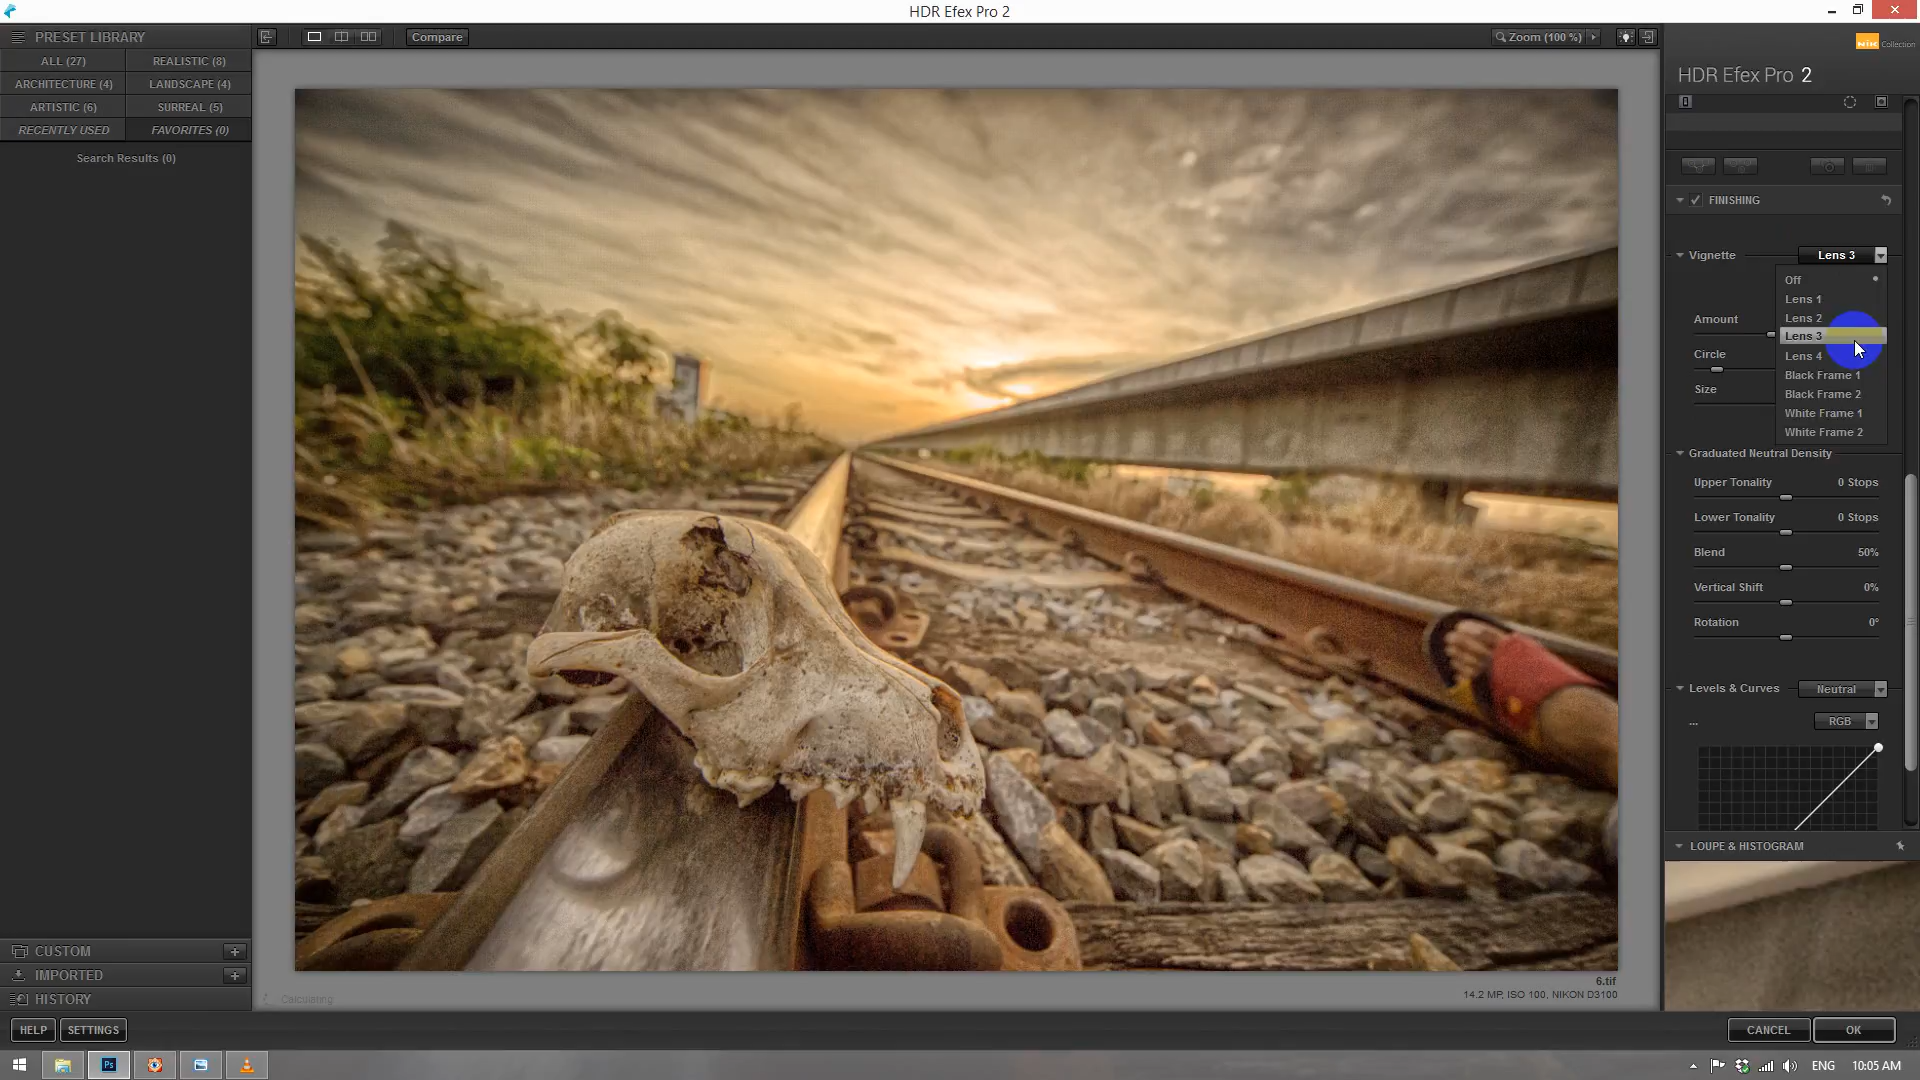 HDR Efex Pro 2
PRESET LIBRARY
Compare
Zoom (100 %)
Nik Collection
ALL (27)
REALISTIC (8)
ARCHITECTURE (4)
LANDSCAPE (4)
ARTISTIC (6)
SURREAL (5)
RECENTLY USED
FAVORITES (0)
Search Results (0)
HDR Efex Pro 2
FINISHING
Vignette
Lens 3
Off
Lens 1
Amount
Lens 2
Lens 3
Circle
Lens 4
Black Frame 1
Size
Black Frame 2
White Frame 1
White Frame 2
Graduated Neutral Density
Upper Tonality 0 Stops
Lower Tonality 0 Stops
Blend 50%
Vertical Shift 0%
Rotation 0°
Levels & Curves Neutral
... RGB
LOUPE & HISTOGRAM
CUSTOM
IMPORTED
HISTORY
Calculating
6.tif
14.2 MP, ISO 100, NIKON D3100
HELP
SETTINGS
CANCEL
OK
Ps
ENG
10:05 AM